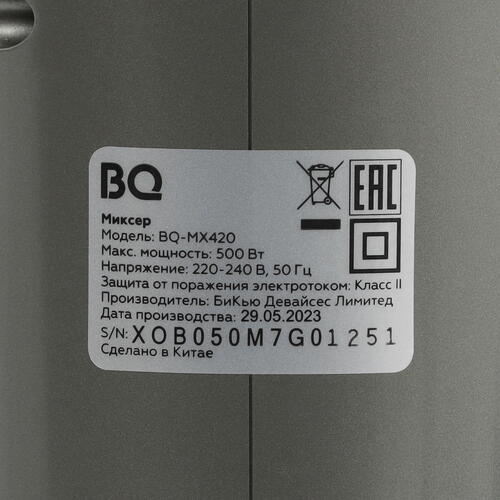 BQ
EAC
Миксер
Модель: BQ-MX420
Макс. мощность: 500 Вт
Напряжение: 220-240 В, 50 Гц
Защита от поражения электротоком: Класс II
Производитель: БиКью Девайсес Лимитед
Дата производства: 29.05.2023
S/N: XOB050M7G01251
Сделано в Китае